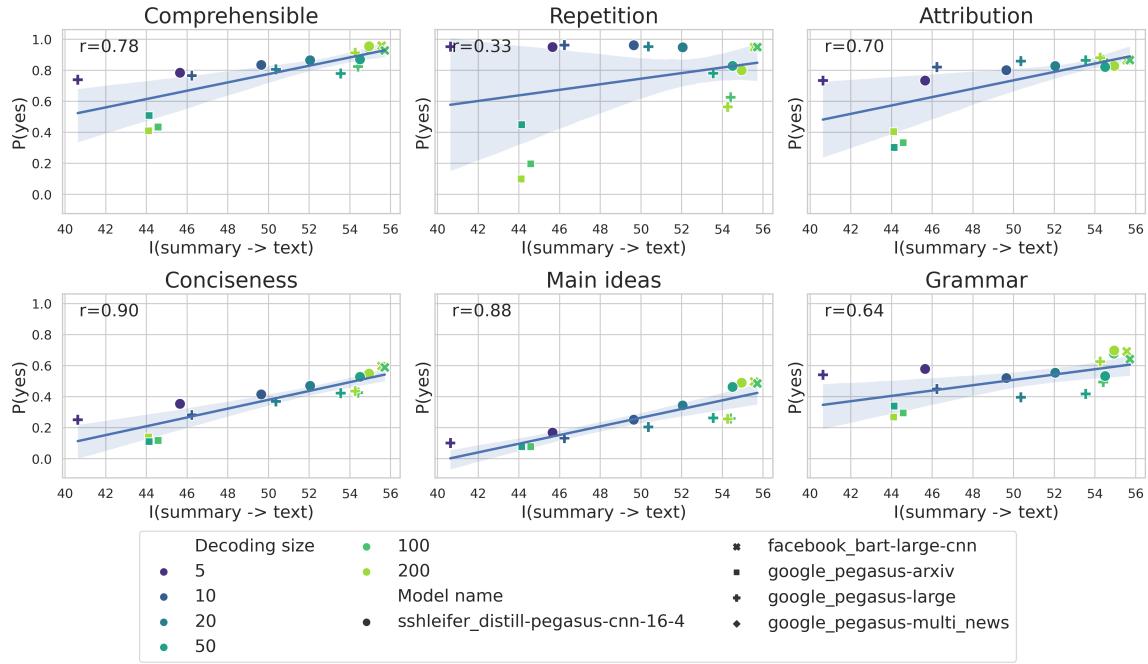 Comprehensible
Repetition
Attribution
1.0
0.8
0.6
0.4
0.2
0.0
P(yes)
r=0.78
P(yes)
r=0.33
P(yes)
r=0.70
40 42 44 46 48 50 52 54 56
40 42 44 46 48 50 52 54 56
40 42 44 46 48 50 52 54 56
I(summary -> text)
I(summary -> text)
I(summary -> text)
Conciseness
Main ideas
Grammar
1.0
0.8
0.6
0.4
0.2
0.0
P(yes)
r=0.90
P(yes)
r=0.88
P(yes)
r=0.64
40 42 44 46 48 50 52 54 56
40 42 44 46 48 50 52 54 56
40 42 44 46 48 50 52 54 56
I(summary -> text)
I(summary -> text)
I(summary -> text)
Decoding size
5
10
20
50
100
200
Model name
sshleifer_distill-pegasus-cnn-16-4
facebook_bart-large-cnn
google_pegasus-arxiv
google_pegasus-large
google_pegasus-multi_news